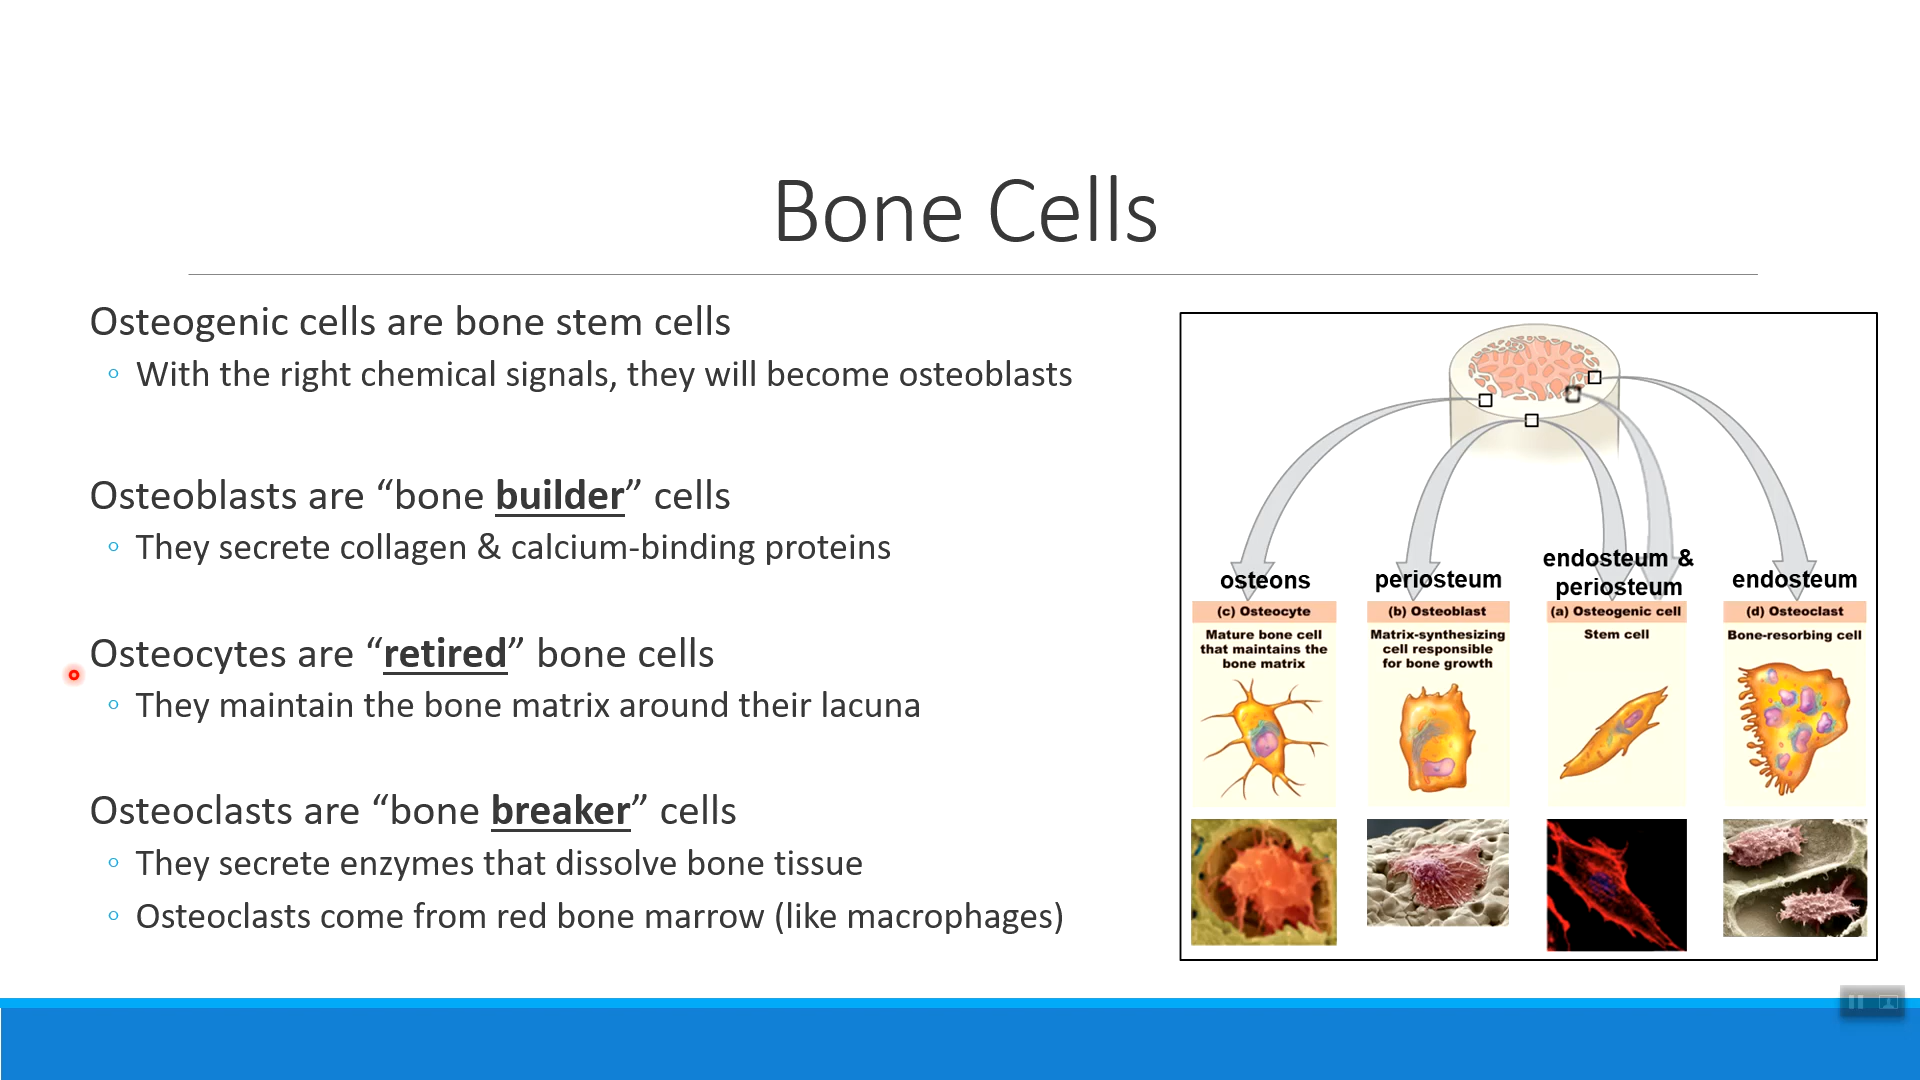 Bone Cells
Osteogenic cells are bone stem cells
◦ With the right chemical signals, they will become osteoblasts
Osteoblasts are “bone builder” cells
◦ They secrete collagen & calcium-binding proteins
Osteocytes are “retired” bone cells
◦ They maintain the bone matrix around their lacuna
Osteoclasts are “bone breaker” cells
◦ They secrete enzymes that dissolve bone tissue
◦ Osteoclasts come from red bone marrow (like macrophages)
osteons
(c) Osteocyte
Mature bone cell
that maintains the
bone matrix
periosteum
(b) Osteoblast
Matrix-synthesizing
cell responsible
for bone growth
endosteum &
periosteum
(a) Osteogenic cell
Stem cell
endosteum
(d) Osteoclast
Bone-resorbing cell